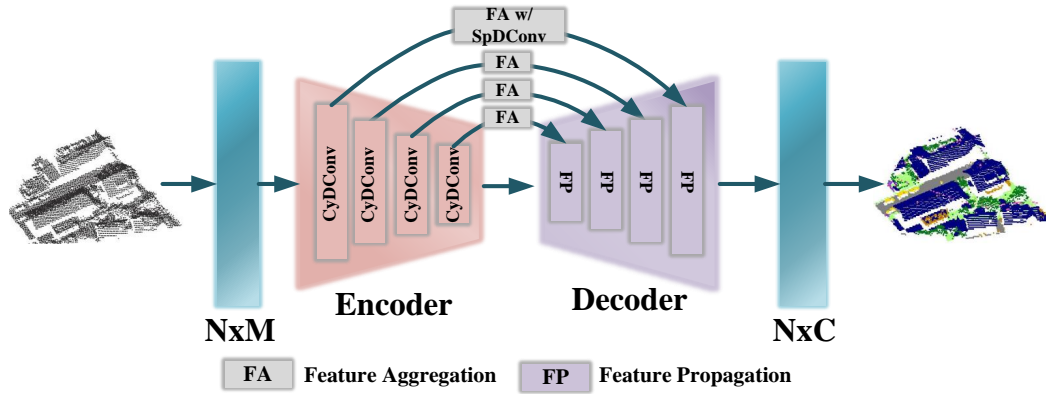 FA w/
SpDConv
FA
FA
FA
CyDConv
CyDConv
CyDConv
CyDConv
FP
FP
FP
FP
Encoder
Decoder
NxM
NxC
FA Feature Aggregation
FP Feature Propagation